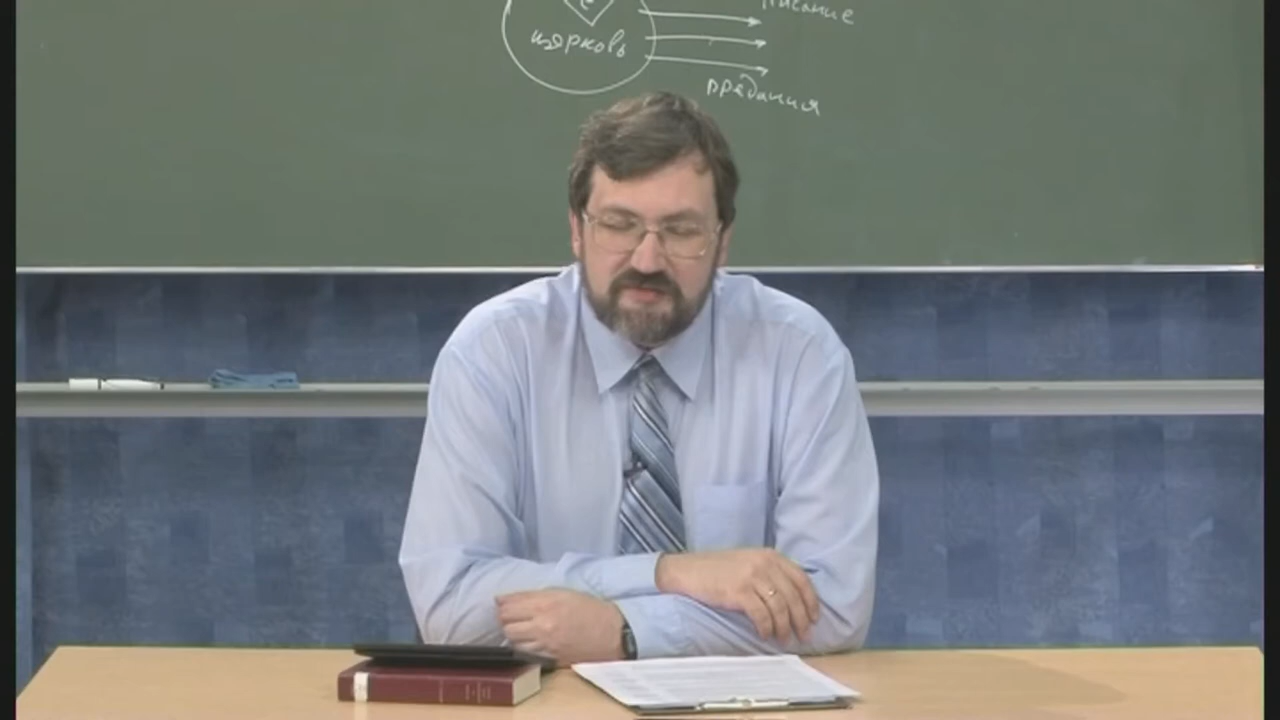 писание
церковь
предания